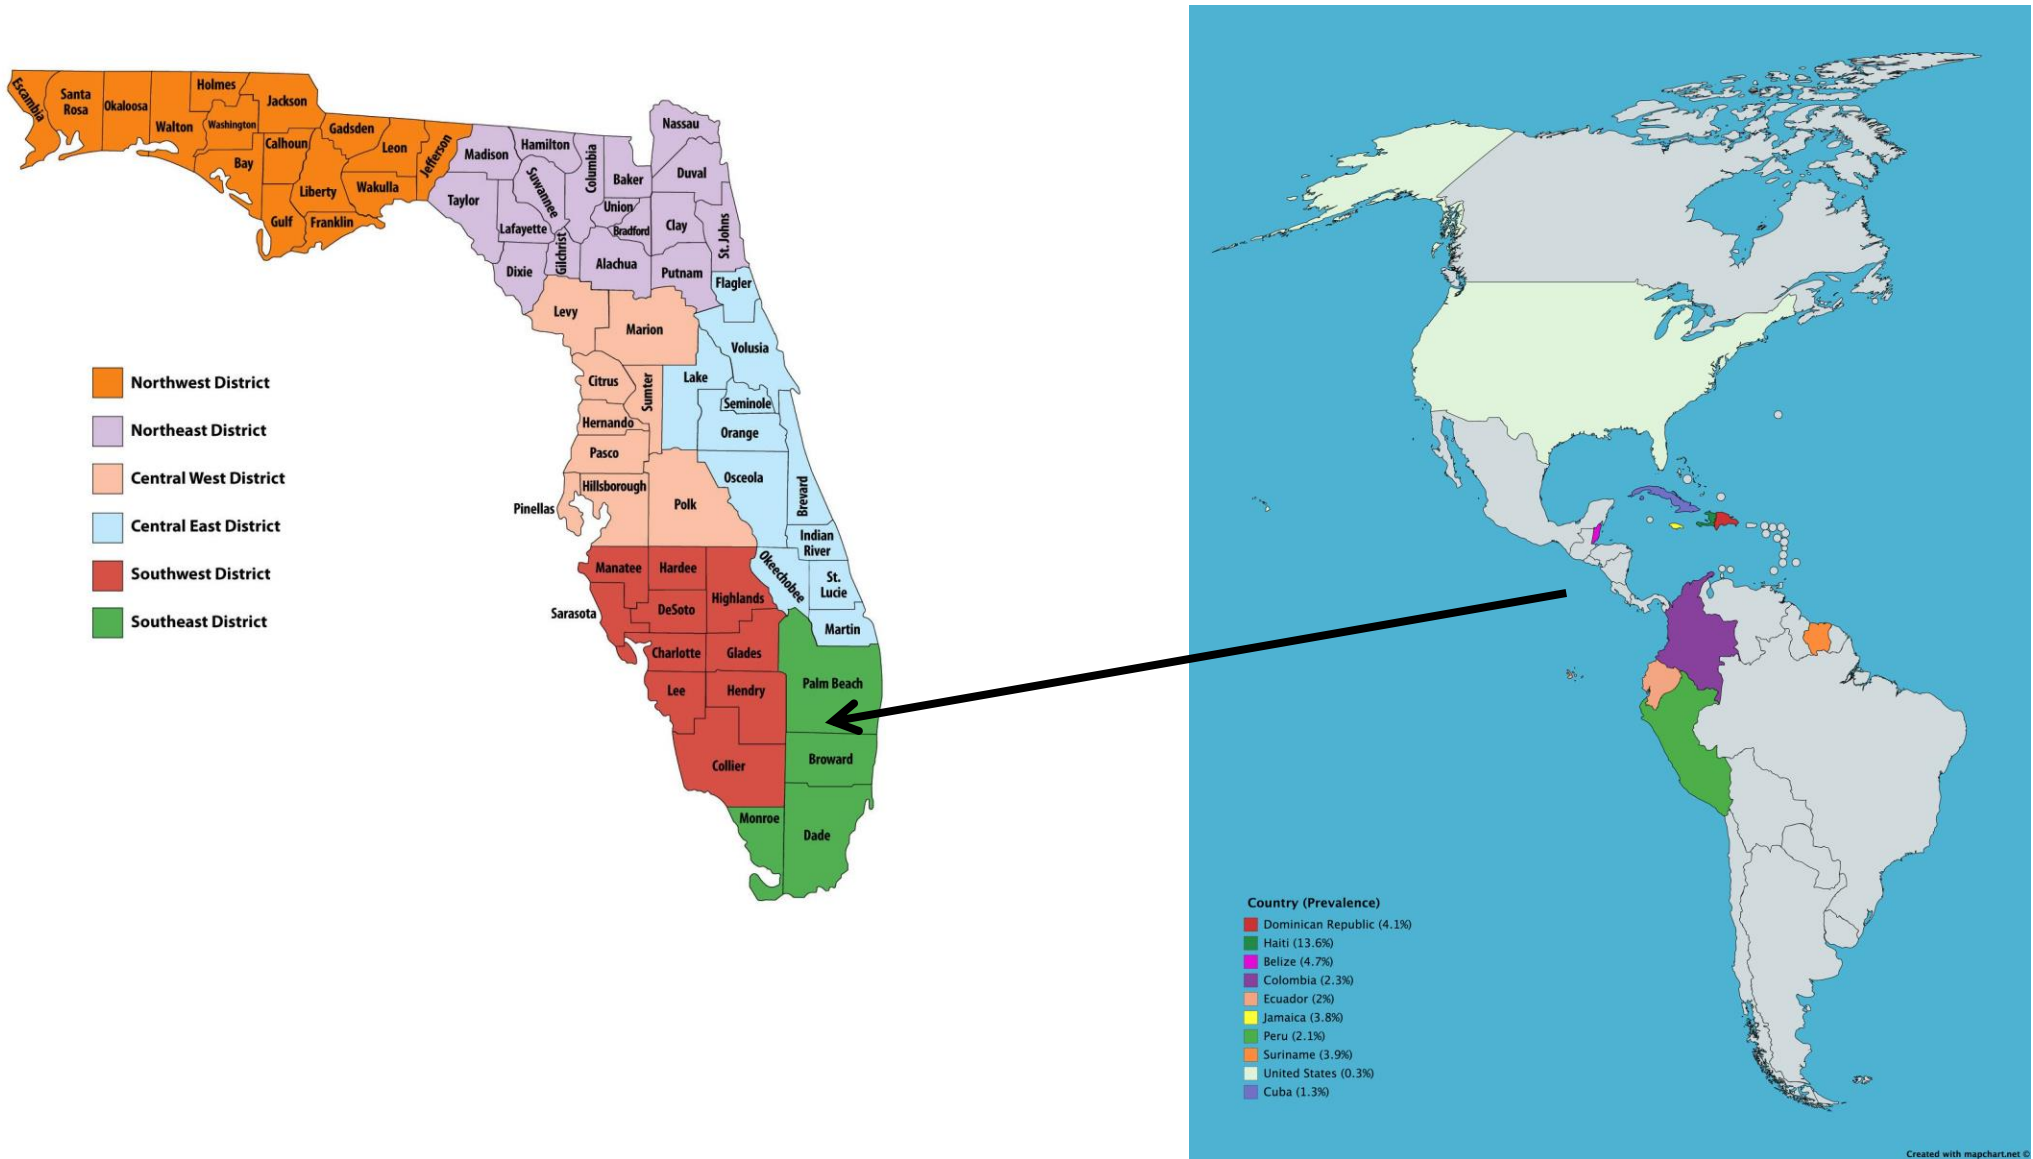 Escambia
Santa
Rosa
Okaloosa
Walton
Holmes
Washington
Jackson
Bay
Calhoun
Gulf
Liberty
Franklin
Gadsden
Leon
Wakulla
Jefferson
Madison
Taylor
Hamilton
Suwannee
Lafayette
Dixie
Gilchrist
Columbia
Baker
Union
Bradford
Alachua
Nassau
Duval
Clay
St. Johns
Putnam
Flagler
Levy
Marion
Volusia
Citrus
Sumter
Lake
Seminole
Hernando
Orange
Pasco
Hillsborough
Pinellas
Polk
Osceola
Brevard
Indian
River
Okeechobee
St.
Lucie
Martin
Manatee
Hardee
Highlands
Sarasota
DeSoto
Charlotte
Glades
Lee
Hendry
Palm Beach
Collier
Broward
Monroe
Dade
Northwest District
Northeast District
Central West District
Central East District
Southwest District
Southeast District
Country (Prevalence)
Dominican Republic (4.1%)
Haiti (13.6%)
Belize (4.7%)
Colombia (2.3%)
Ecuador (2%)
Jamaica (3.8%)
Peru (2.1%)
Suriname (3.9%)
United States (0.3%)
Cuba (1.3%)
Created with mapchart.net ©